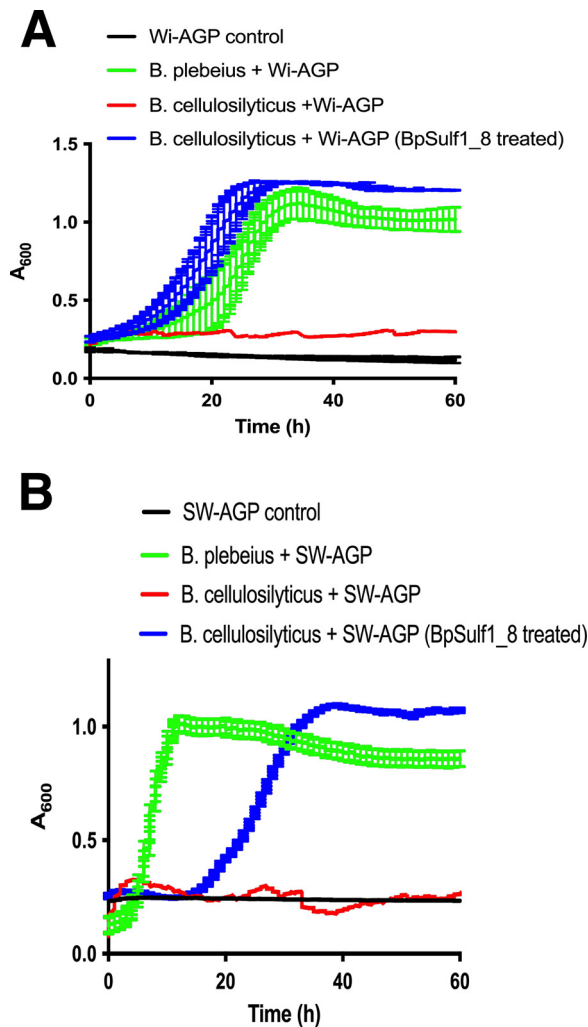 A
Wi-AGP control
B. plebeius + Wi-AGP
B. cellulosilyticus +Wi-AGP
B. cellulosilyticus + Wi-AGP (BpSulf1_8 treated)
1.5
1.0
0.5
0.0
A600
0 20 40 60
Time (h)
B
SW-AGP control
B. plebeius + SW-AGP
B. cellulosilyticus + SW-AGP
B. cellulosilyticus + SW-AGP (BpSulf1_8 treated)
1.0
0.5
0.0
A600
0 20 40 60
Time (h)